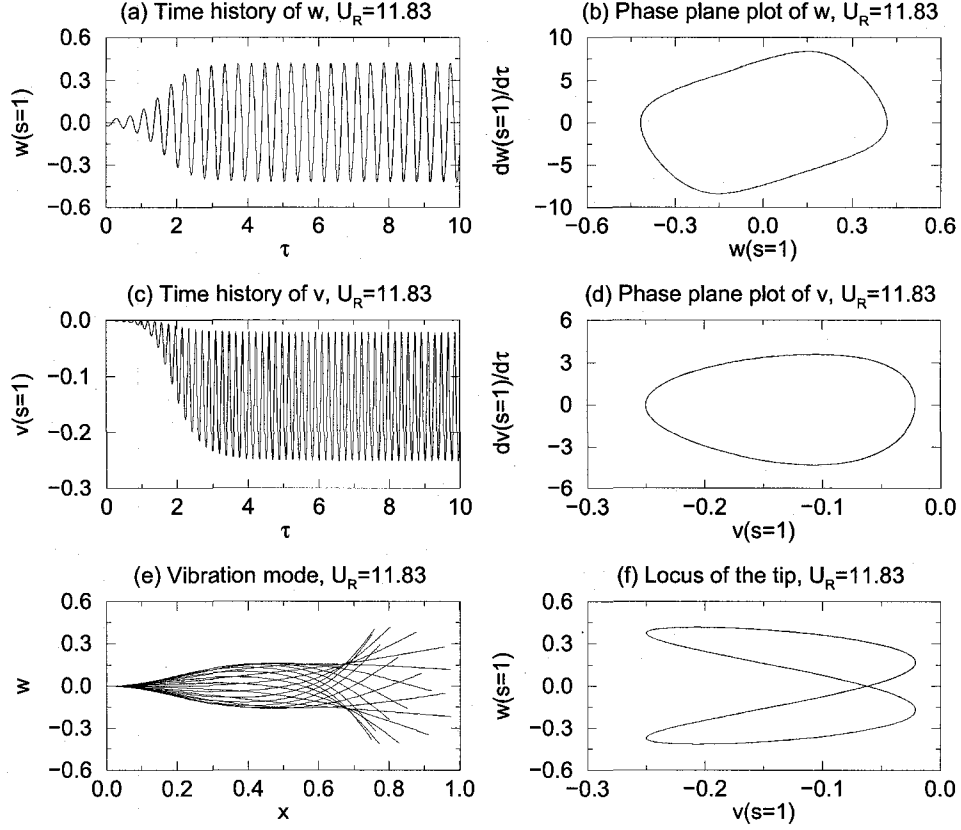 (a) Time history of w, U_R=11.83
(b) Phase plane plot of w, U_R=11.83
w(s=1)
0.6
0.3
0.0
−0.3
−0.6
0 2 4 6 8 10
τ
dw(s=1)/dτ
10
5
0
−5
−10
−0.6 −0.3 0.0 0.3 0.6
w(s=1)
(c) Time history of v, U_R=11.83
(d) Phase plane plot of v, U_R=11.83
v(s=1)
0.0
−0.1
−0.2
−0.3
0 2 4 6 8 10
τ
dv(s=1)/dτ
6
3
0
−3
−6
−0.3 −0.2 −0.1 0.0
v(s=1)
(e) Vibration mode, U_R=11.83
(f) Locus of the tip, U_R=11.83
w
0.6
0.3
0.0
−0.3
−0.6
0.0 0.2 0.4 0.6 0.8 1.0
x
w(s=1)
0.6
0.3
0.0
−0.3
−0.6
−0.3 −0.2 −0.1 0.0
v(s=1)